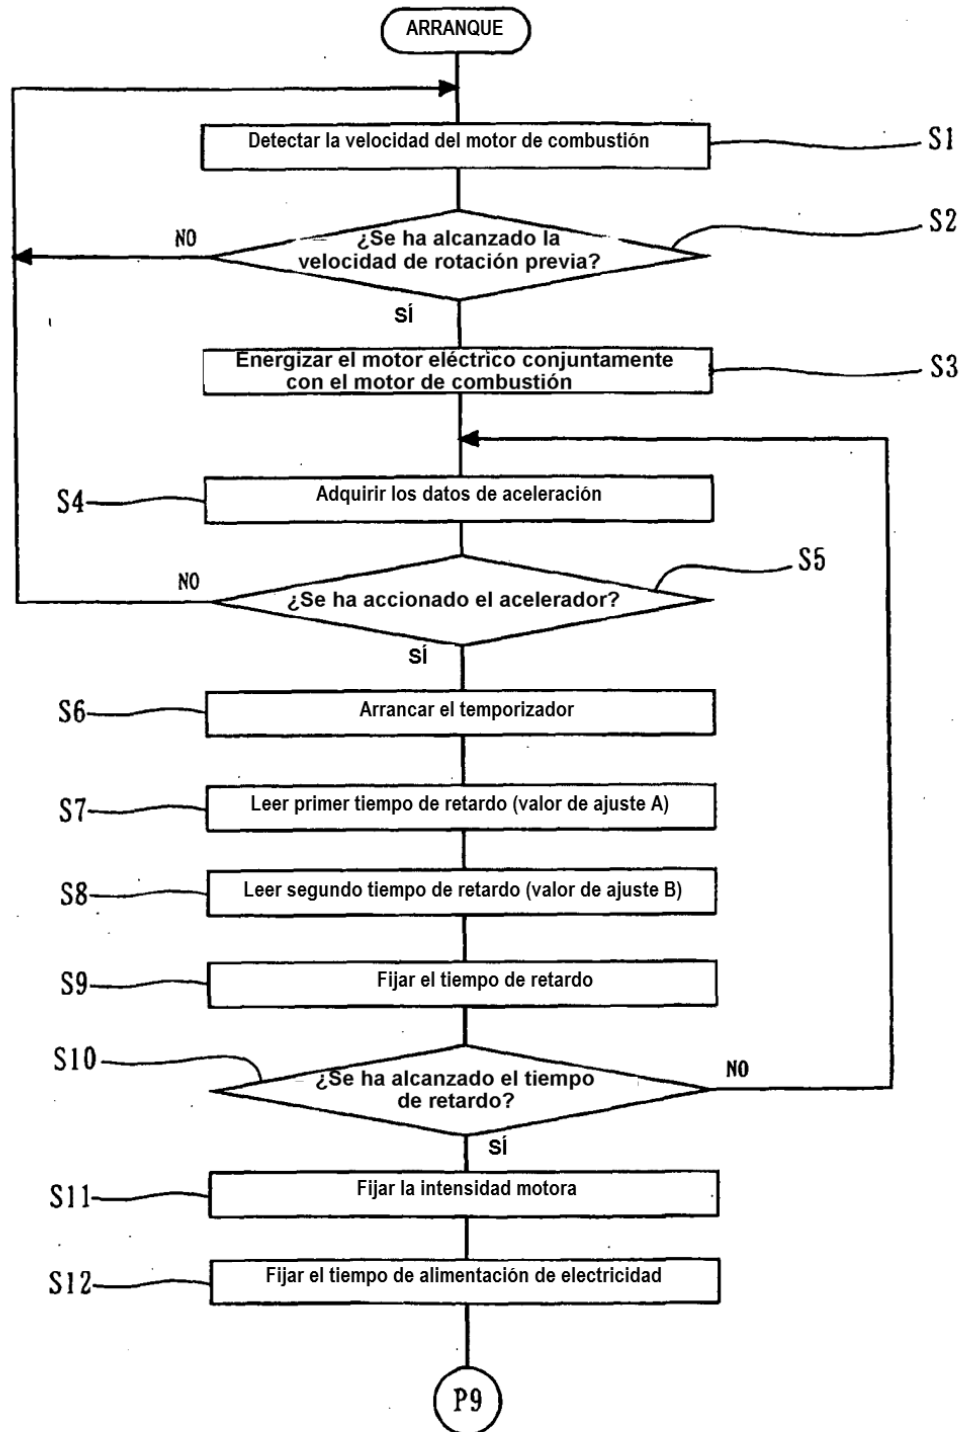 ARRANQUE
Detectar la velocidad del motor de combustión
S1
¿Se ha alcanzado la
velocidad de rotación previa?
S2
NO
SÍ
Energizar el motor eléctrico conjuntamente
con el motor de combustión
S3
Adquirir los datos de aceleración
S4
¿Se ha accionado el acelerador?
S5
NO
SÍ
Arrancar el temporizador
S6
Leer primer tiempo de retardo (valor de ajuste A)
S7
Leer segundo tiempo de retardo (valor de ajuste B)
S8
Fijar el tiempo de retardo
S9
¿Se ha alcanzado el tiempo
de retardo?
S10
NO
SÍ
Fijar la intensidad motora
S11
Fijar el tiempo de alimentación de electricidad
S12
P9